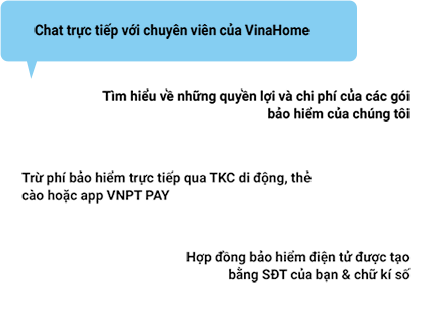 Chat trực tiếp với chuyên viên của VinaHome
Tìm hiểu về những quyền lợi và chi phí của các gói
bảo hiểm của chúng tôi
Trừ phí bảo hiểm trực tiếp qua TKC di động, thẻ
cào hoặc app VNPT PAY
Hợp đồng bảo hiểm điện tử được tạo
bằng SĐT của bạn & chữ kí số